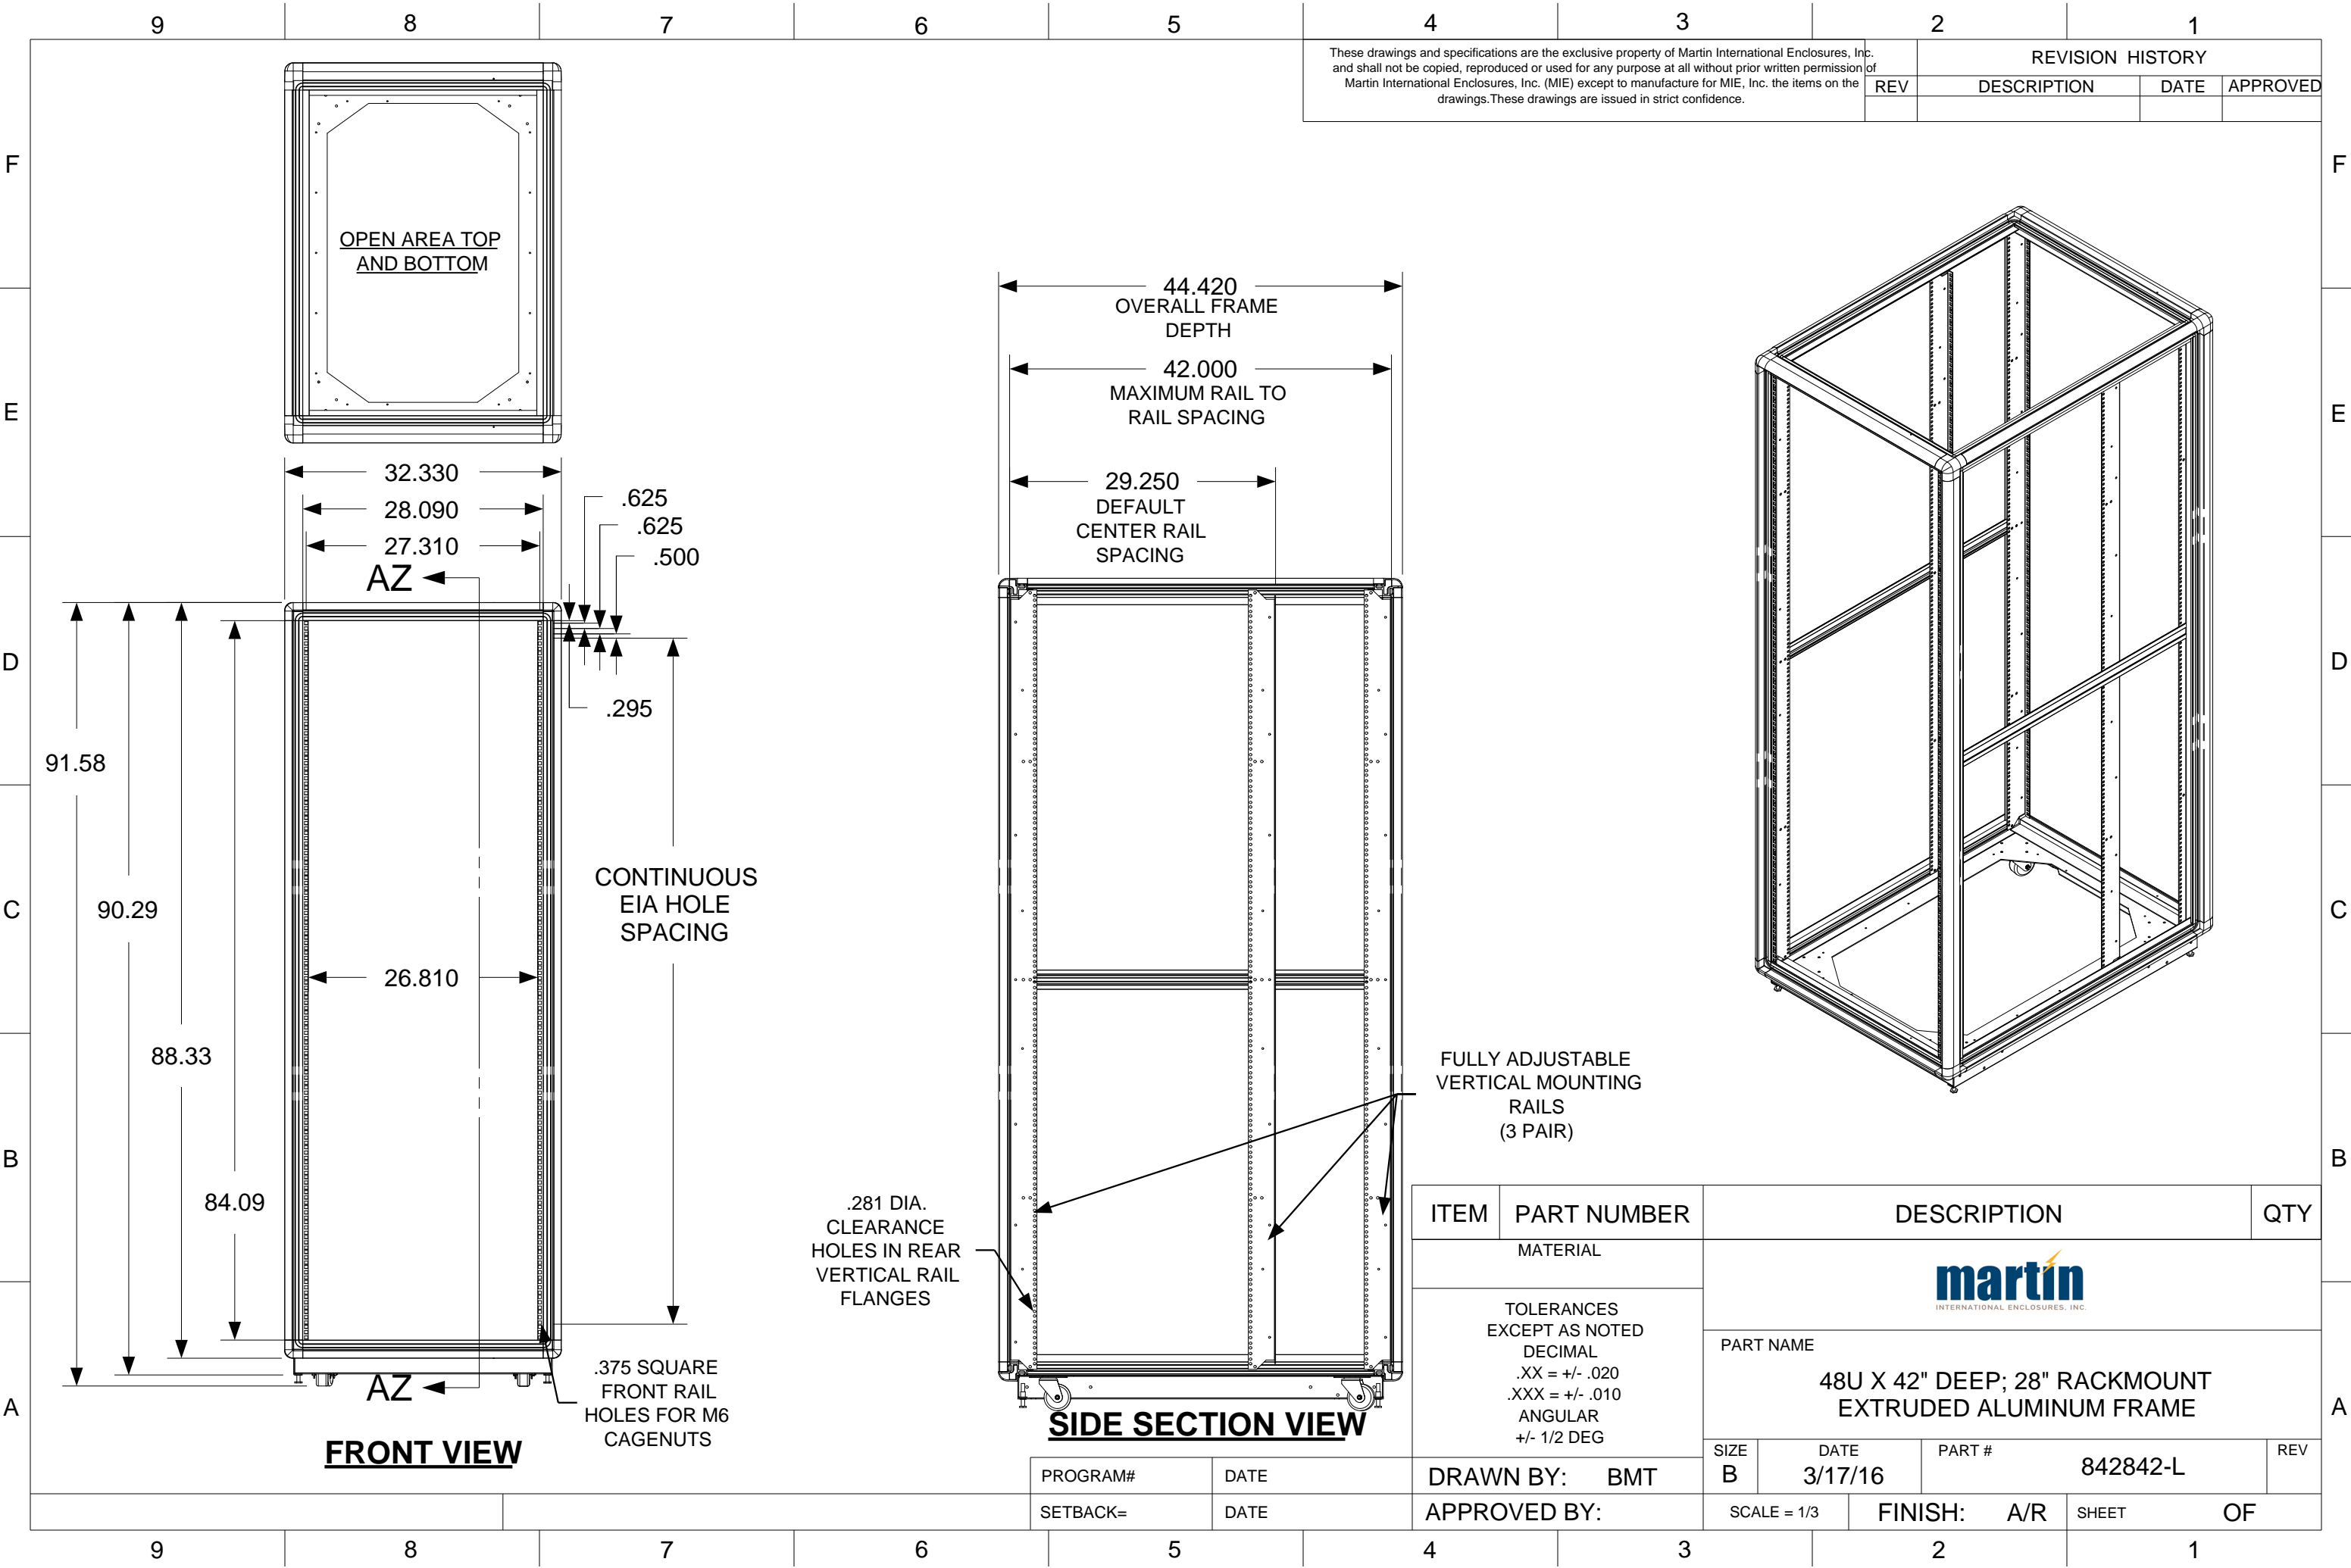 9 8 7 6 5 4 3 2 1
These drawings and specifications are the exclusive property of Martin International Enclosures, Inc.
and shall not be copied, reproduced or used for any purpose at all without prior written permission of
Martin International Enclosures, Inc. (MIE) except to manufacture for MIE, Inc. the items on the
drawings.These drawings are issued in strict confidence.
REVISION HISTORY
REV DESCRIPTION DATE APPROVED
F F
E E
D D
C C
B B
A A
OPEN AREA TOP
AND BOTTOM
32.330
28.090
27.310
AZ
.625
.625
.500
.295
91.58
90.29
88.33
84.09
26.810
CONTINUOUS
EIA HOLE
SPACING
AZ
.375 SQUARE
FRONT RAIL
HOLES FOR M6
CAGENUTS
FRONT VIEW
44.420
OVERALL FRAME
DEPTH
42.000
MAXIMUM RAIL TO
RAIL SPACING
29.250
DEFAULT
CENTER RAIL
SPACING
FULLY ADJUSTABLE
VERTICAL MOUNTING
RAILS
(3 PAIR)
.281 DIA.
CLEARANCE
HOLES IN REAR
VERTICAL RAIL
FLANGES
SIDE SECTION VIEW
ITEM PART NUMBER DESCRIPTION QTY
MATERIAL
TOLERANCES
EXCEPT AS NOTED
DECIMAL
.XX = +/- .020
.XXX = +/- .010
ANGULAR
+/- 1/2 DEG
martin
INTERNATIONAL ENCLOSURES, INC.
PART NAME
48U X 42" DEEP; 28" RACKMOUNT
EXTRUDED ALUMINUM FRAME
SIZE DATE PART # REV
B 3/17/16 842842-L
PROGRAM# DATE DRAWN BY: BMT
SETBACK= DATE APPROVED BY: SCALE = 1/3 FINISH: A/R SHEET OF
9 8 7 6 5 4 3 2 1